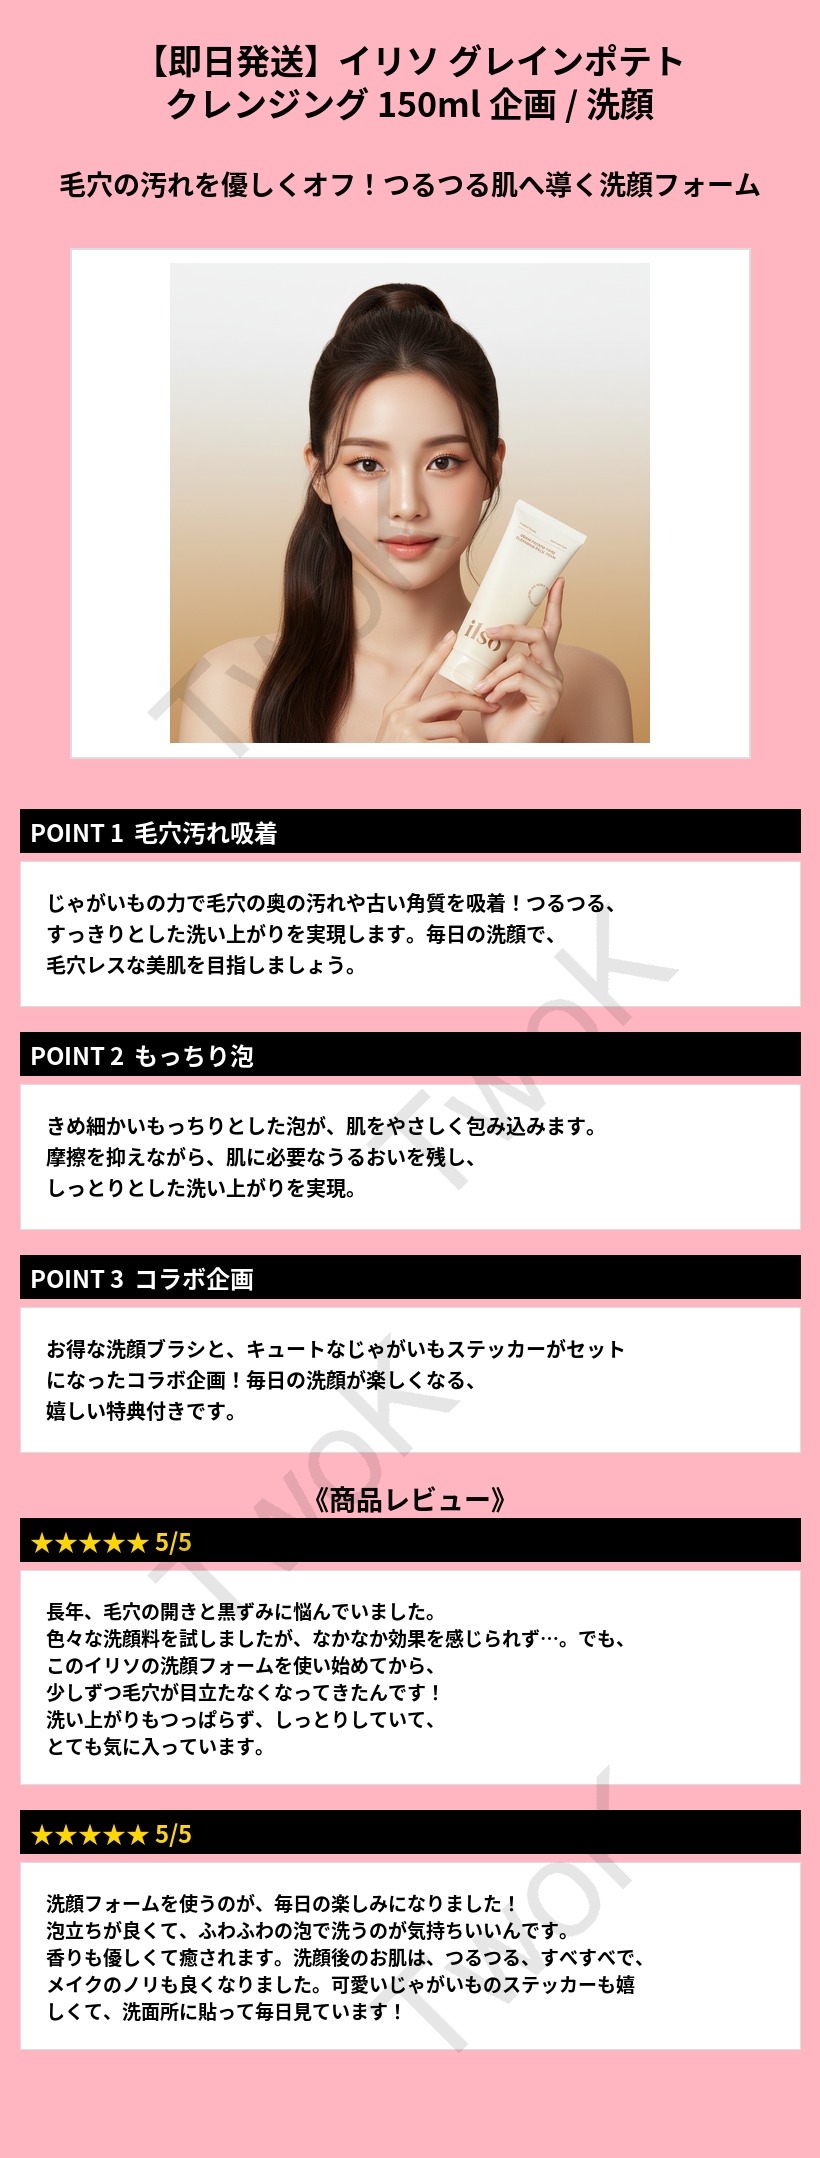 【即日発送】イリソ グレインポテト
クレンジング 150ml 企画 / 洗顔
毛穴の汚れを優しくオフ！つるつる肌へ導く洗顔フォーム
ilso
POINT 1 毛穴汚れ吸着
じゃがいもの力で毛穴の奥の汚れや古い角質を吸着！つるつる、
すっきりとした洗い上がりを実現します。毎日の洗顔で、
毛穴レスな美肌を目指しましょう。
POINT 2 もっちり泡
きめ細かいもっちりとした泡が、肌をやさしく包み込みます。
摩擦を抑えながら、肌に必要なうるおいを残し、
しっとりとした洗い上がりを実現。
POINT 3 コラボ企画
お得な洗顔ブラシと、キュートなじゃがいもステッカーがセット
になったコラボ企画！毎日の洗顔が楽しくなる、
嬉しい特典付きです。
《商品レビュー》
★★★★★ 5/5
長年、毛穴の開きと黒ずみに悩んでいました。
色々な洗顔料を試しましたが、なかなか効果を感じられず…。でも、
このイリソの洗顔フォームを使い始めてから、
少しずつ毛穴が目立たなくなってきたんです！
洗い上がりもつっぱらず、しっとりしていて、
とても気に入っています。
★★★★★ 5/5
洗顔フォームを使うのが、毎日の楽しみになりました！
泡立ちが良くて、ふわふわの泡で洗うのが気持ちいいんです。
香りも優しくて癒されます。洗顔後のお肌は、つるつる、すべすべで、
メイクのノリも良くなりました。可愛いじゃがいものステッカーも嬉
しくて、洗面所に貼って毎日見ています！
TwoK
TwoK
TwoK
TwoK